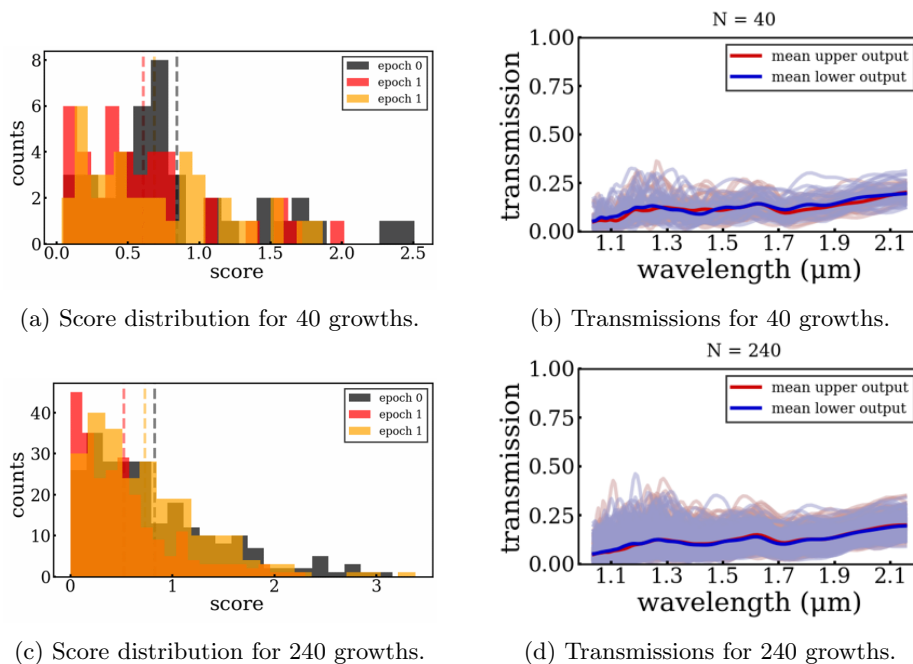 8
6
4
2
0
counts
epoch 0
epoch 1
epoch 1
0.0 0.5 1.0 1.5 2.0 2.5
score
(a) Score distribution for 40 growths.
N = 40
1.00
0.75
0.50
0.25
0.00
transmission
mean upper output
mean lower output
1.1 1.3 1.5 1.7 1.9 2.1
wavelength (μm)
(b) Transmissions for 40 growths.
40
30
20
10
0
counts
epoch 0
epoch 1
epoch 1
0 1 2 3
score
(c) Score distribution for 240 growths.
N = 240
1.00
0.75
0.50
0.25
0.00
transmission
mean upper output
mean lower output
1.1 1.3 1.5 1.7 1.9 2.1
wavelength (μm)
(d) Transmissions for 240 growths.